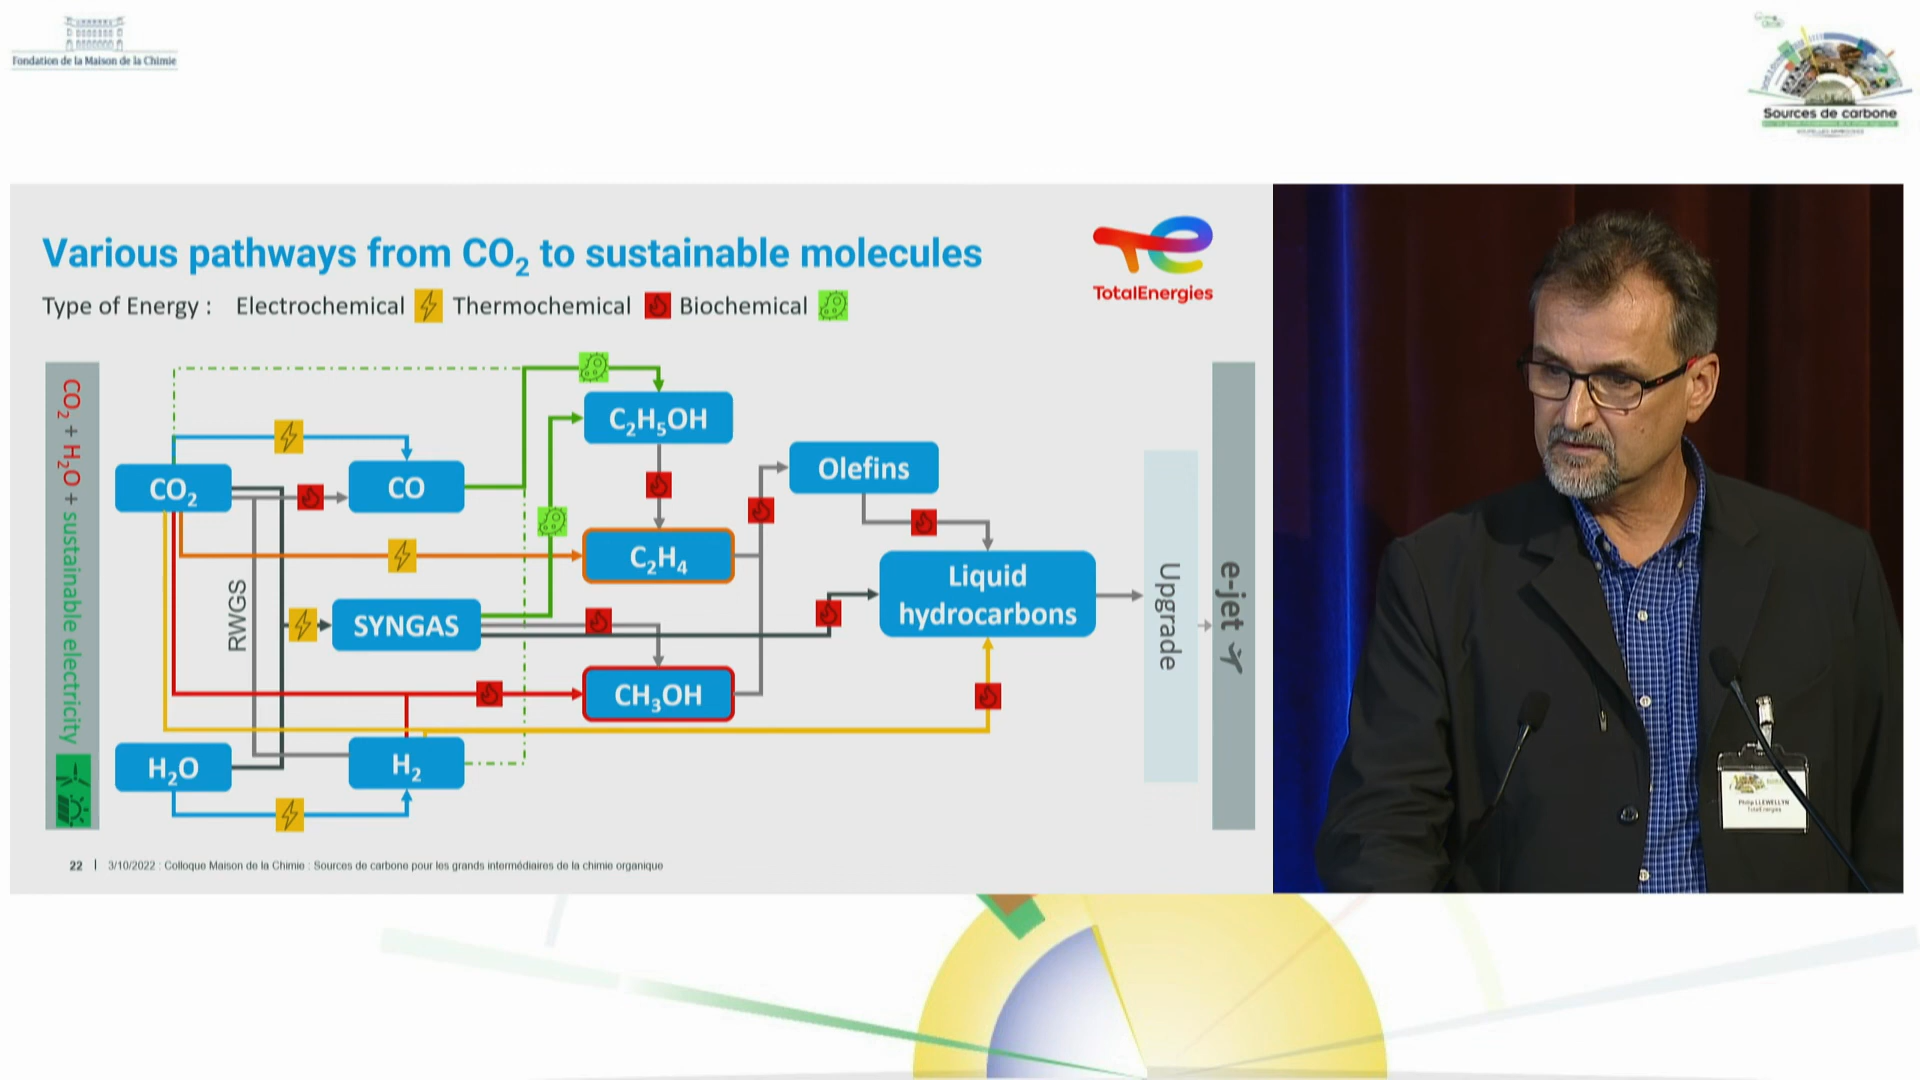 Fondation de la Maison de la Chimie
Sources de carbone
Various pathways from CO₂ to sustainable molecules
TotalEnergies
Type of Energy : Electrochemical Thermochemical Biochemical
CO₂ + H₂O + sustainable electricity
CO₂
CO
C₂H₅OH
Olefins
C₂H₄
RWGS
SYNGAS
Liquid
hydrocarbons
CH₃OH
H₂O
H₂
Upgrade
e-jet
22 | 3/10/2022 : Colloque Maison de la Chimie : Sources de carbone pour les grands intermédiaires de la chimie organique
Philip LLEWELLYN
TotalEnergies